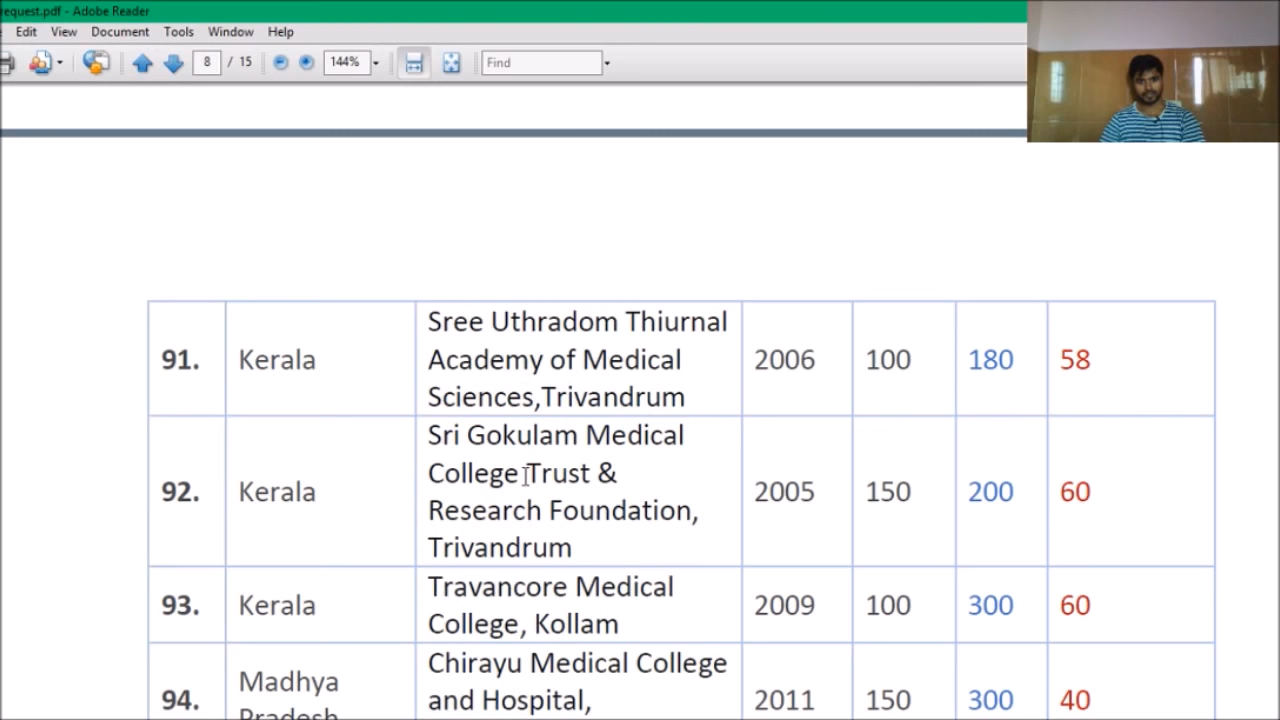 request.pdf - Adobe Reader
Edit View Document Tools Window Help
8 / 15 144% Find
91. Kerala Sree Uthradom Thiurnal Academy of Medical Sciences,Trivandrum 2006 100 180 58
92. Kerala Sri Gokulam Medical College Trust & Research Foundation, Trivandrum 2005 150 200 60
93. Kerala Travancore Medical College, Kollam 2009 100 300 60
94. Madhya Pradesh Chirayu Medical College and Hospital, 2011 150 300 40